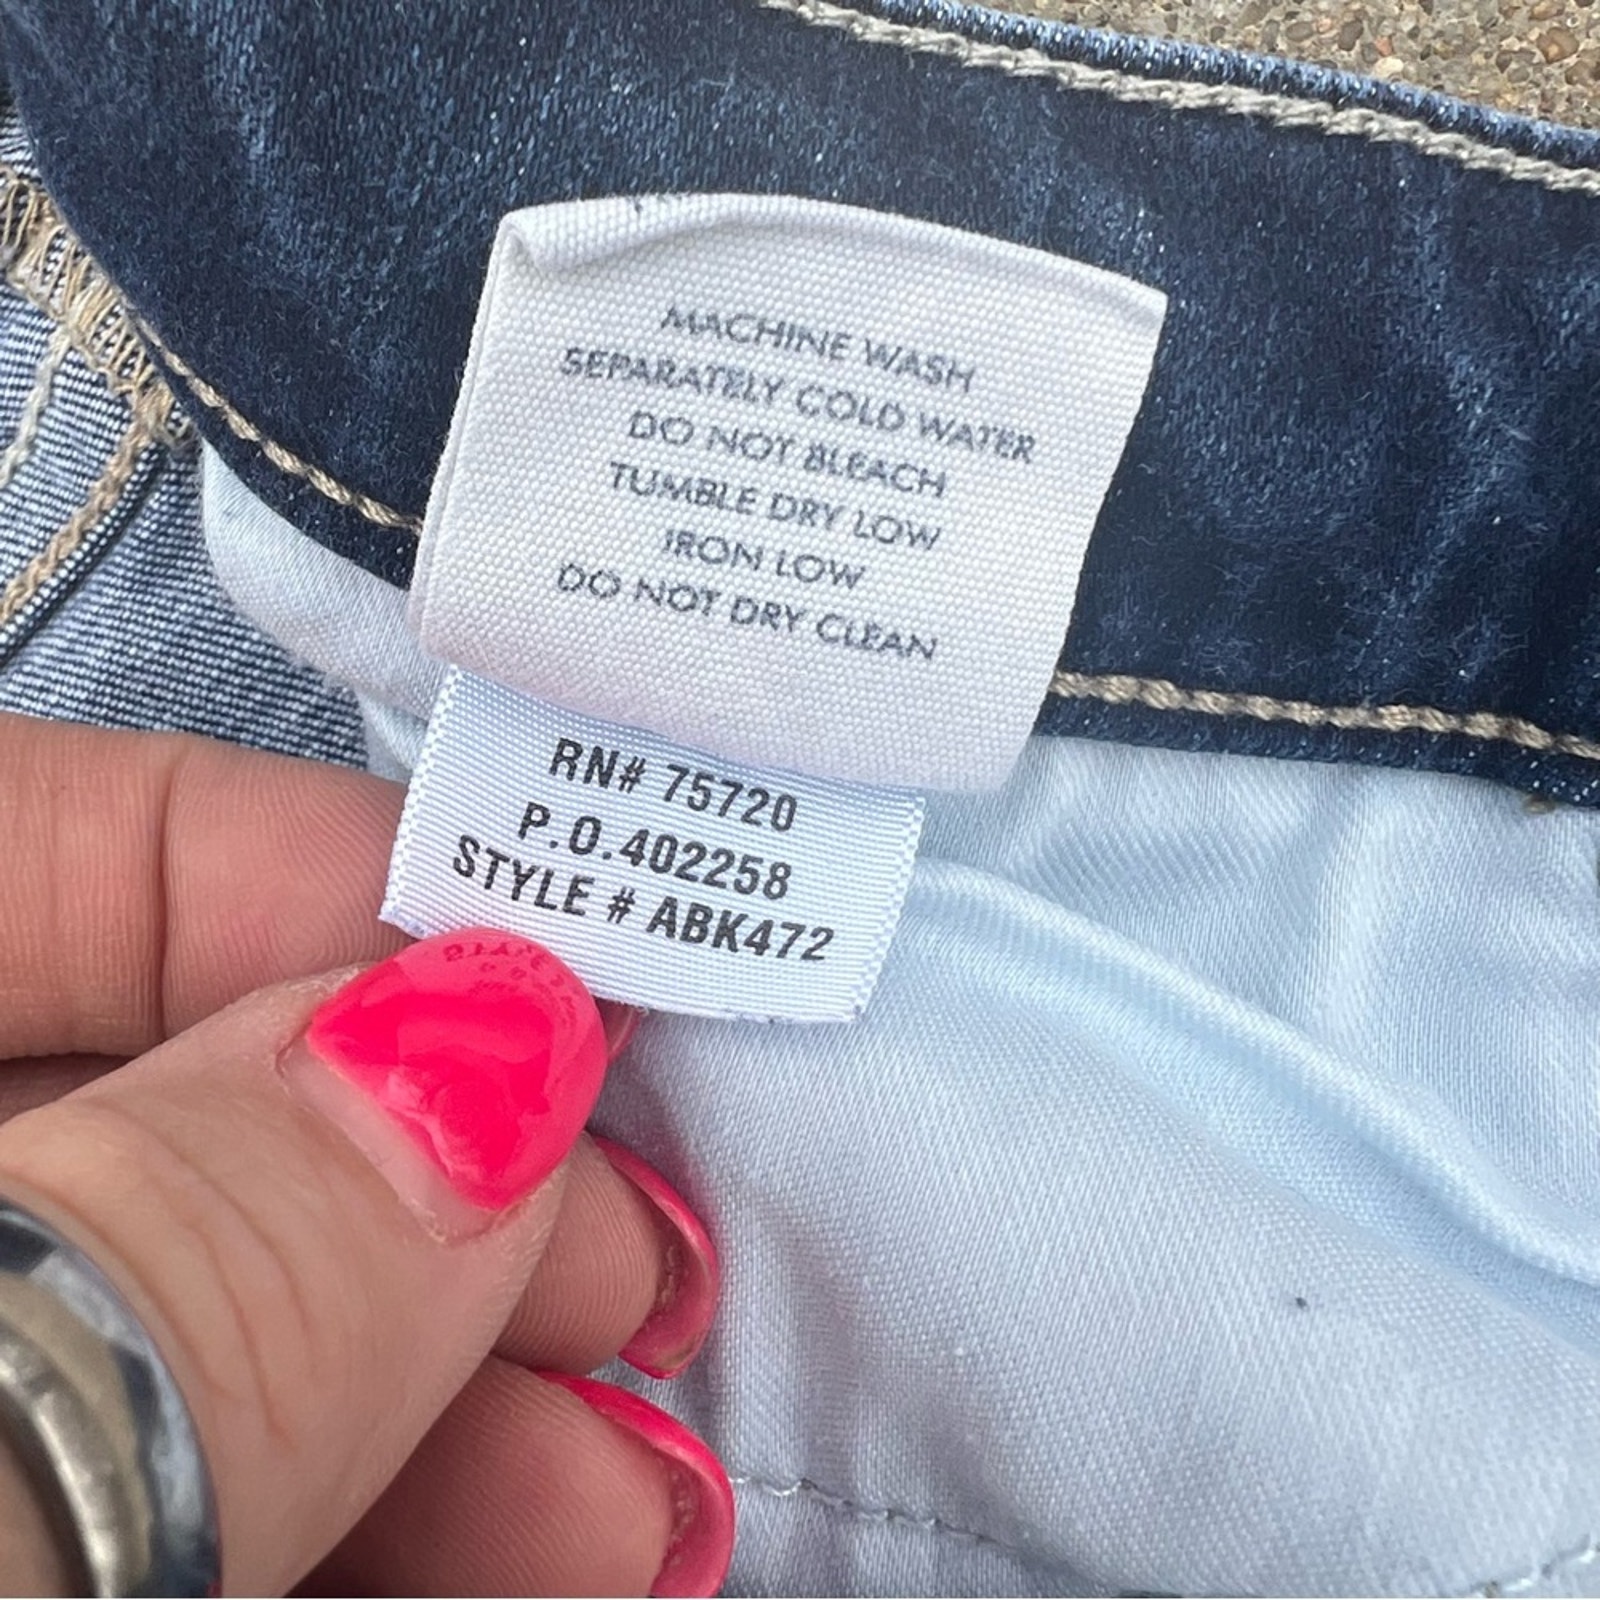 MACHINE WASH
SEPARATELY COLD WATER
DO NOT BLEACH
TUMBLE DRY LOW
IRON LOW
DO NOT DRY CLEAN
RN# 75720
P.O.402258
STYLE # ABK472